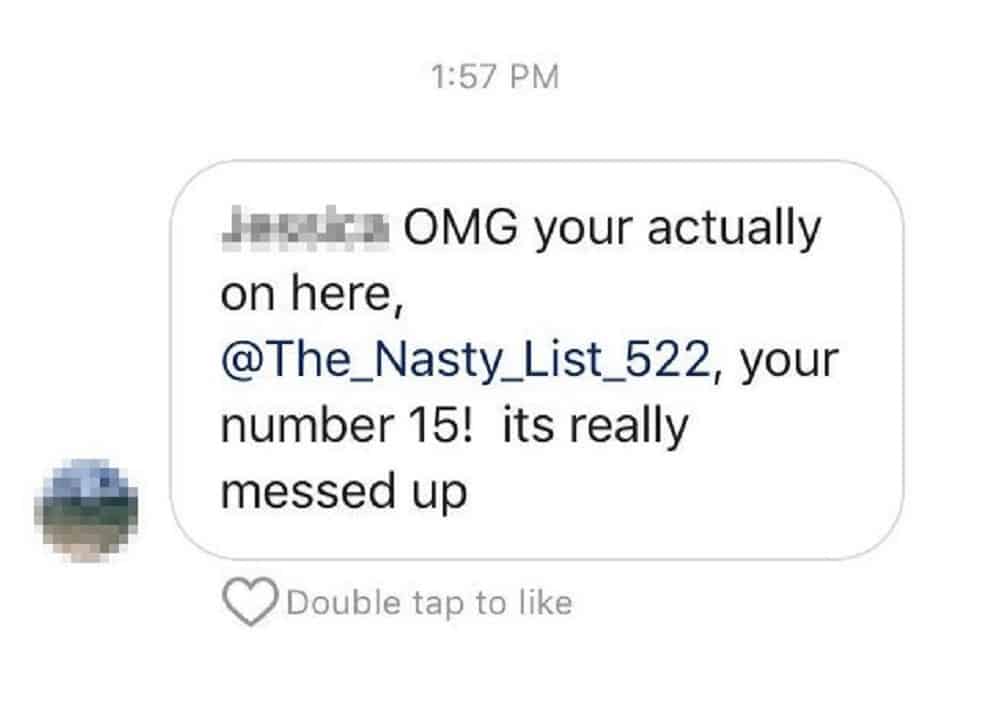 1:57 PM
OMG your actually
on here,
@The_Nasty_List_522, your
number 15!  its really
messed up
Double tap to like